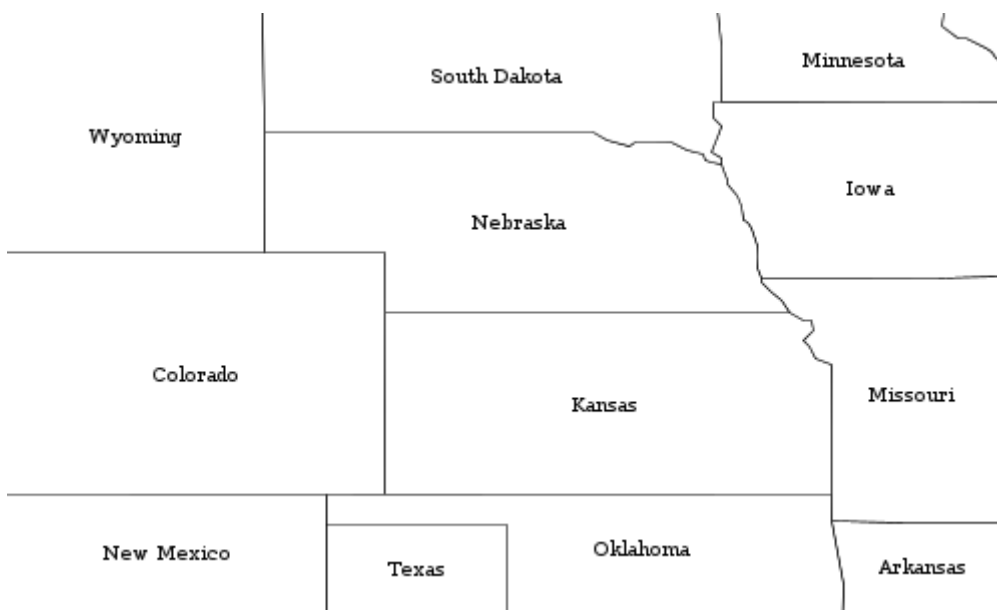 Minnesota
South Dakota
Wyoming
Iowa
Nebraska
Colorado
Missouri
Kansas
Oklahoma
New Mexico
Texas
Arkansas